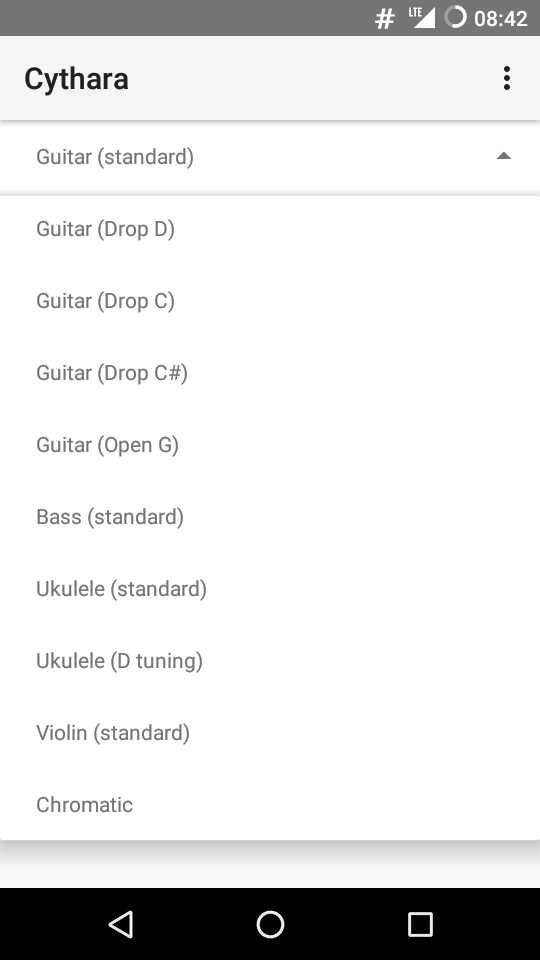 # LTE 08:42
Cythara
Guitar (standard)
Guitar (Drop D)
Guitar (Drop C)
Guitar (Drop C#)
Guitar (Open G)
Bass (standard)
Ukulele (standard)
Ukulele (D tuning)
Violin (standard)
Chromatic